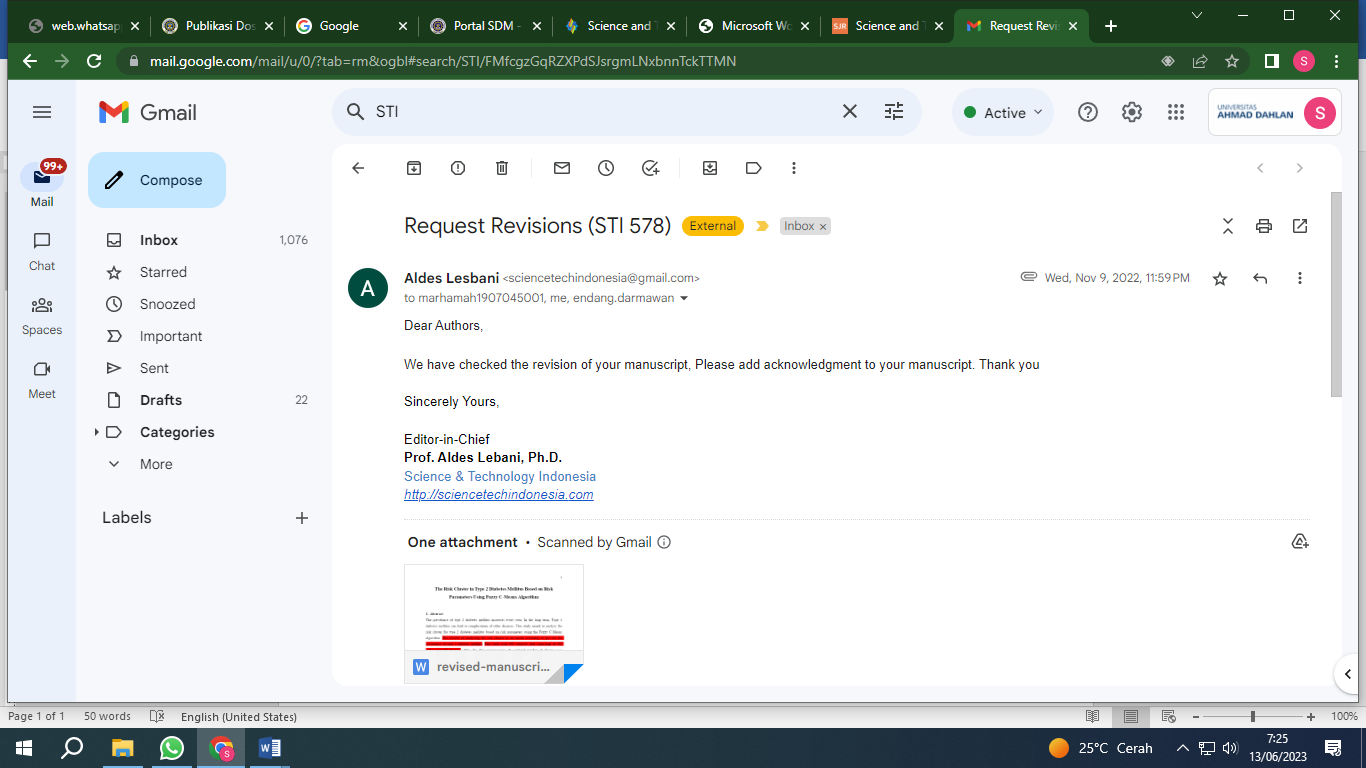 web.whatsap
Publikasi Dos
Google
Portal SDM -
Science and T
Microsoft Wo
SJR Science and T
Request Revis
mail.google.com/mail/u/0/?tab=rm&ogbl#search/STI/FMfcgzGqRZXPdSJsrgmLNxbnnTckTTMN
S
Gmail
STI
Active
UNIVERSITAS
AHMAD DAHLAN
S
99+
Mail
Chat
Spaces
Meet
Compose
Inbox 1,076
Starred
Snoozed
Important
Sent
Drafts 22
Categories
More
Labels
Request Revisions (STI 578) External Inbox ×
A
Aldes Lesbani <sciencetechindonesia@gmail.com> Wed, Nov 9, 2022, 11:59 PM
to marhamah1907045001, me, endang.darmawan
Dear Authors,
We have checked the revision of your manuscript, Please add acknowledgment to your manuscript. Thank you
Sincerely Yours,
Editor-in-Chief
Prof. Aldes Lebani, Ph.D.
Science & Technology Indonesia
http://sciencetechindonesia.com
One attachment • Scanned by Gmail
The Risk Cluster in Type 2 Diabetes Mellitus Based on Risk
Parameters Using Fuzzy C-Means Algorithm
W revised-manuscri...
Page 1 of 1 50 words English (United States) 100%
25°C Cerah
7:25
13/06/2023